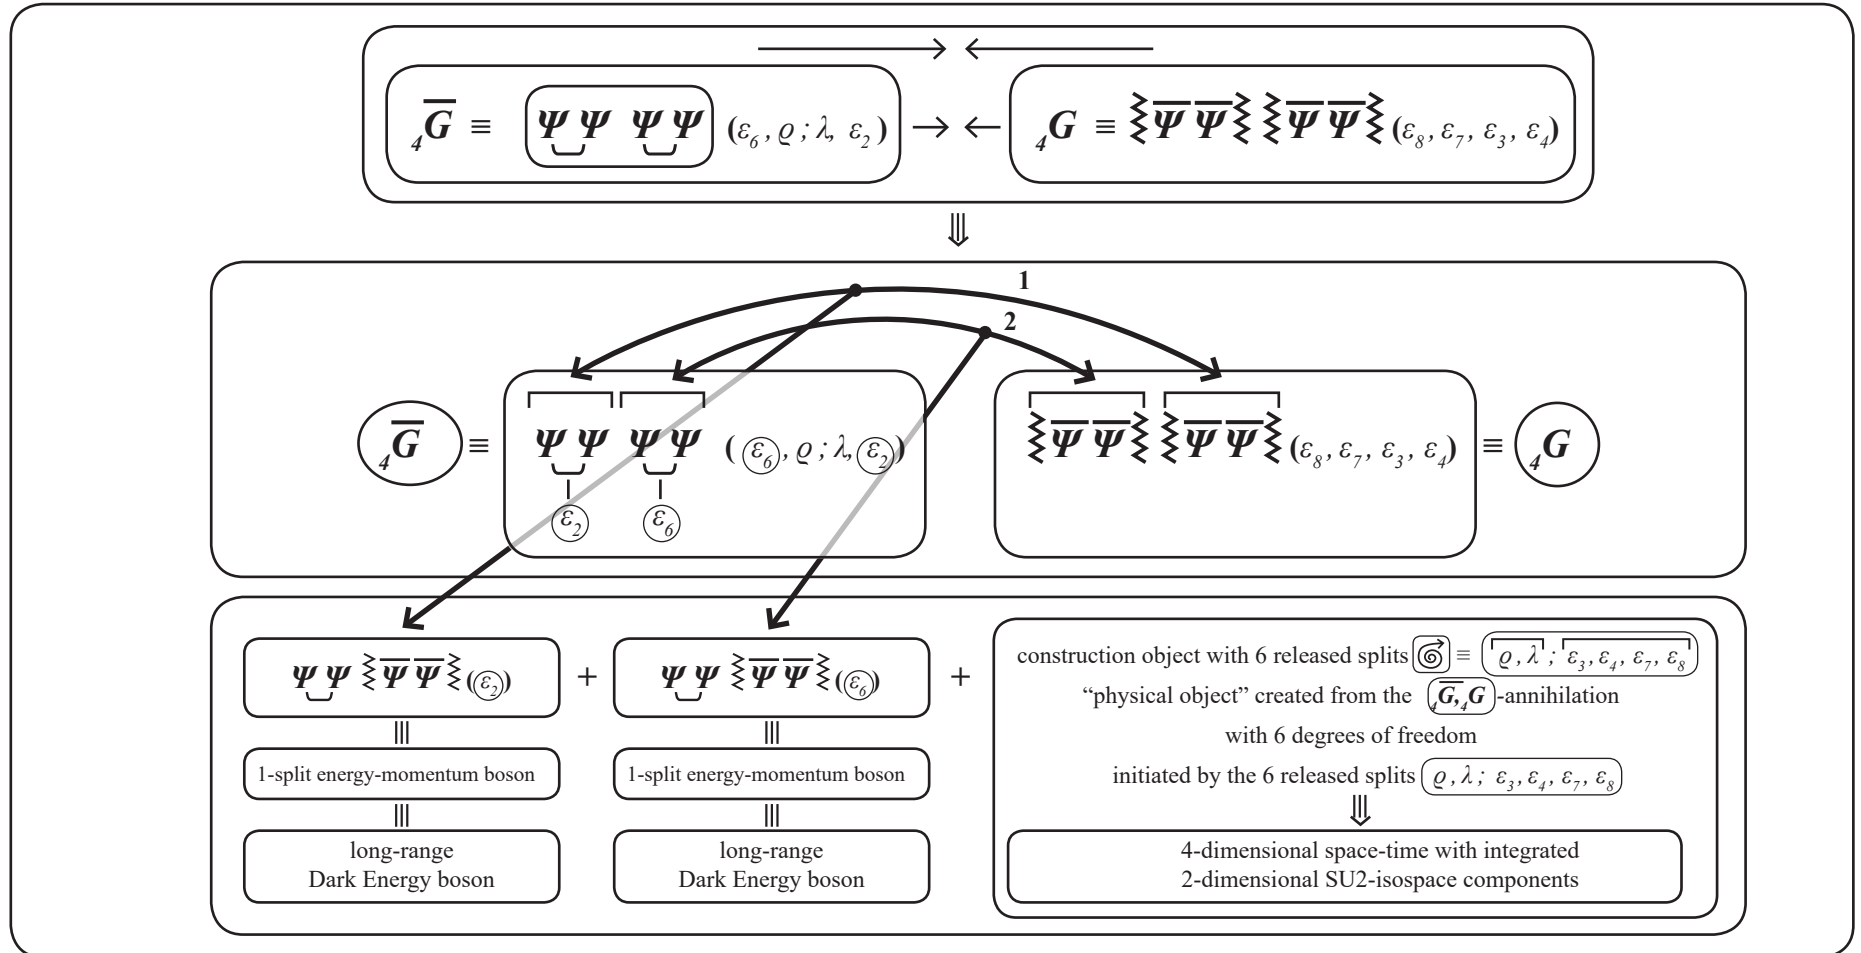 ₄G̅ ≡ ΨΨ ΨΨ (ε₆, ϱ ; λ, ε₂) → ← ₄G ≡ Ψ̅ Ψ̅ Ψ̅ Ψ̅ (ε₈, ε₇, ε₃, ε₄)
1
2
₄G̅ ≡ ΨΨ ΨΨ (ε₆, ϱ ; λ, ε₂) Ψ̅ Ψ̅ Ψ̅ Ψ̅ (ε₈, ε₇, ε₃, ε₄) ≡ ₄G
ε₂ ε₆
ΨΨ Ψ̅ Ψ̅ (ε₂) + ΨΨ Ψ̅ Ψ̅ (ε₆) +
1-split energy-momentum boson
long-range
Dark Energy boson
1-split energy-momentum boson
long-range
Dark Energy boson
construction object with 6 released splits ≡ ϱ, λ ; ε₃, ε₄, ε₇, ε₈
“physical object” created from the ₄G̅,₄G -annihilation
with 6 degrees of freedom
initiated by the 6 released splits ϱ, λ ; ε₃, ε₄, ε₇, ε₈
4-dimensional space-time with integrated
2-dimensional SU2-isospace components